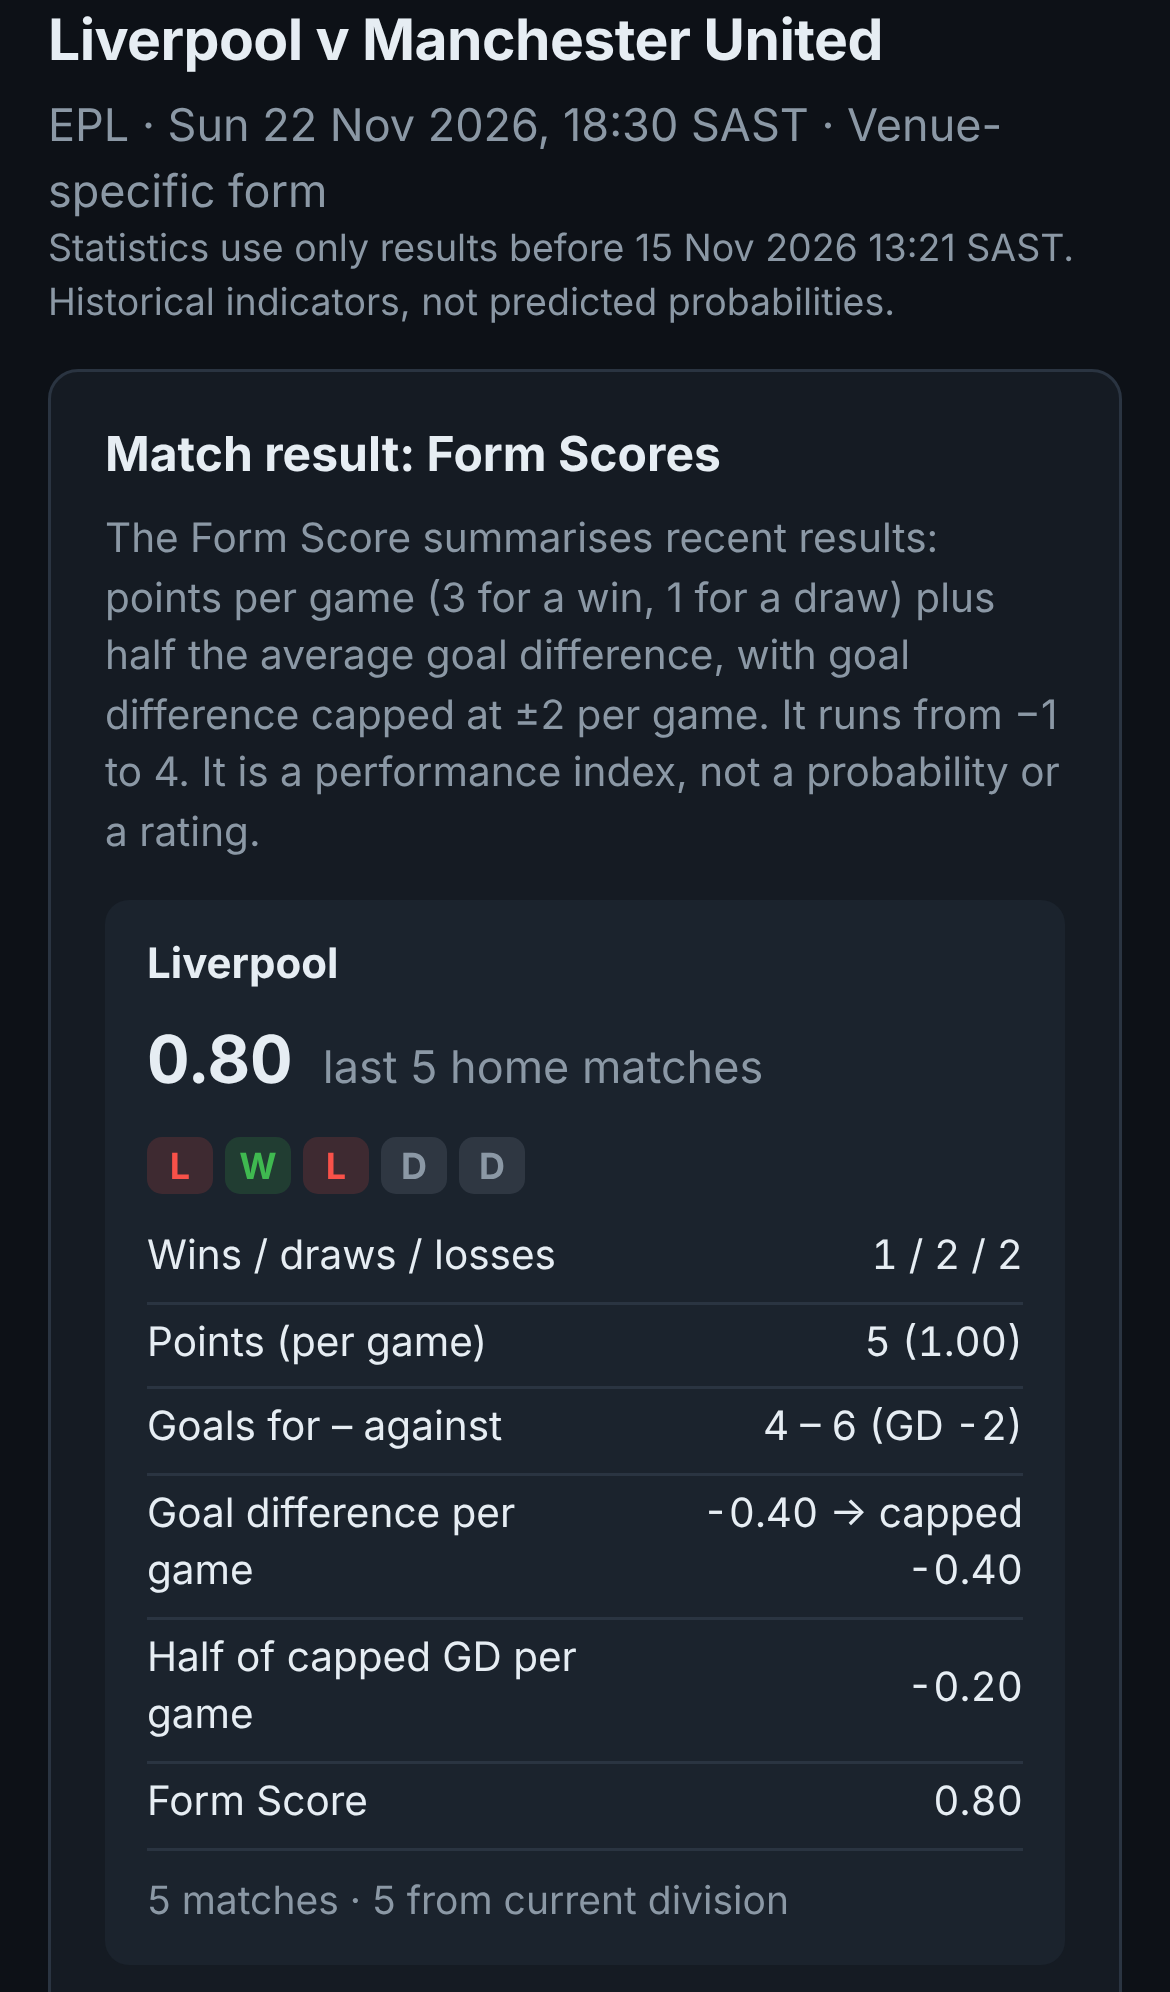 Liverpool v Manchester United
EPL · Sun 22 Nov 2026, 18:30 SAST · Venue-
specific form
Statistics use only results before 15 Nov 2026 13:21 SAST.
Historical indicators, not predicted probabilities.
Match result: Form Scores
The Form Score summarises recent results:
points per game (3 for a win, 1 for a draw) plus
half the average goal difference, with goal
difference capped at ±2 per game. It runs from −1
to 4. It is a performance index, not a probability or
a rating.
Liverpool
0.80 last 5 home matches
L W L D D
Wins / draws / losses 1 / 2 / 2
Points (per game) 5 (1.00)
Goals for – against 4 – 6 (GD -2)
Goal difference per -0.40 → capped
game -0.40
Half of capped GD per
game -0.20
Form Score 0.80
5 matches · 5 from current division